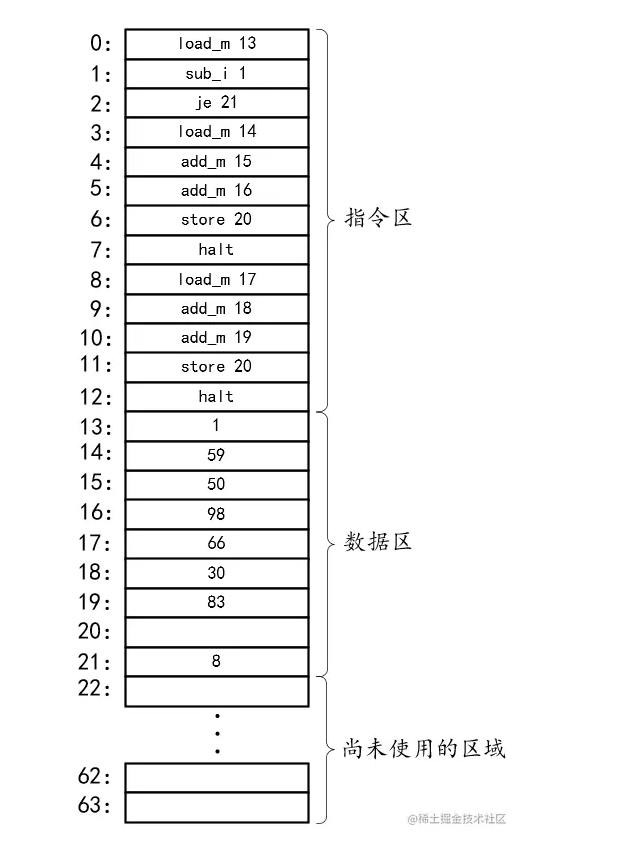 0: load_m 13
1: sub_i 1
2: je 21
3: load_m 14
4: add_m 15
5: add_m 16
6: store 20
指令区
7: halt
8: load_m 17
9: add_m 18
10: add_m 19
11: store 20
12: halt
13: 1
14: 59
15: 50
16: 98
17: 66
数据区
18: 30
19: 83
20:
21: 8
22:
尚未使用的区域
62:
63:
@稀土掘金技术社区